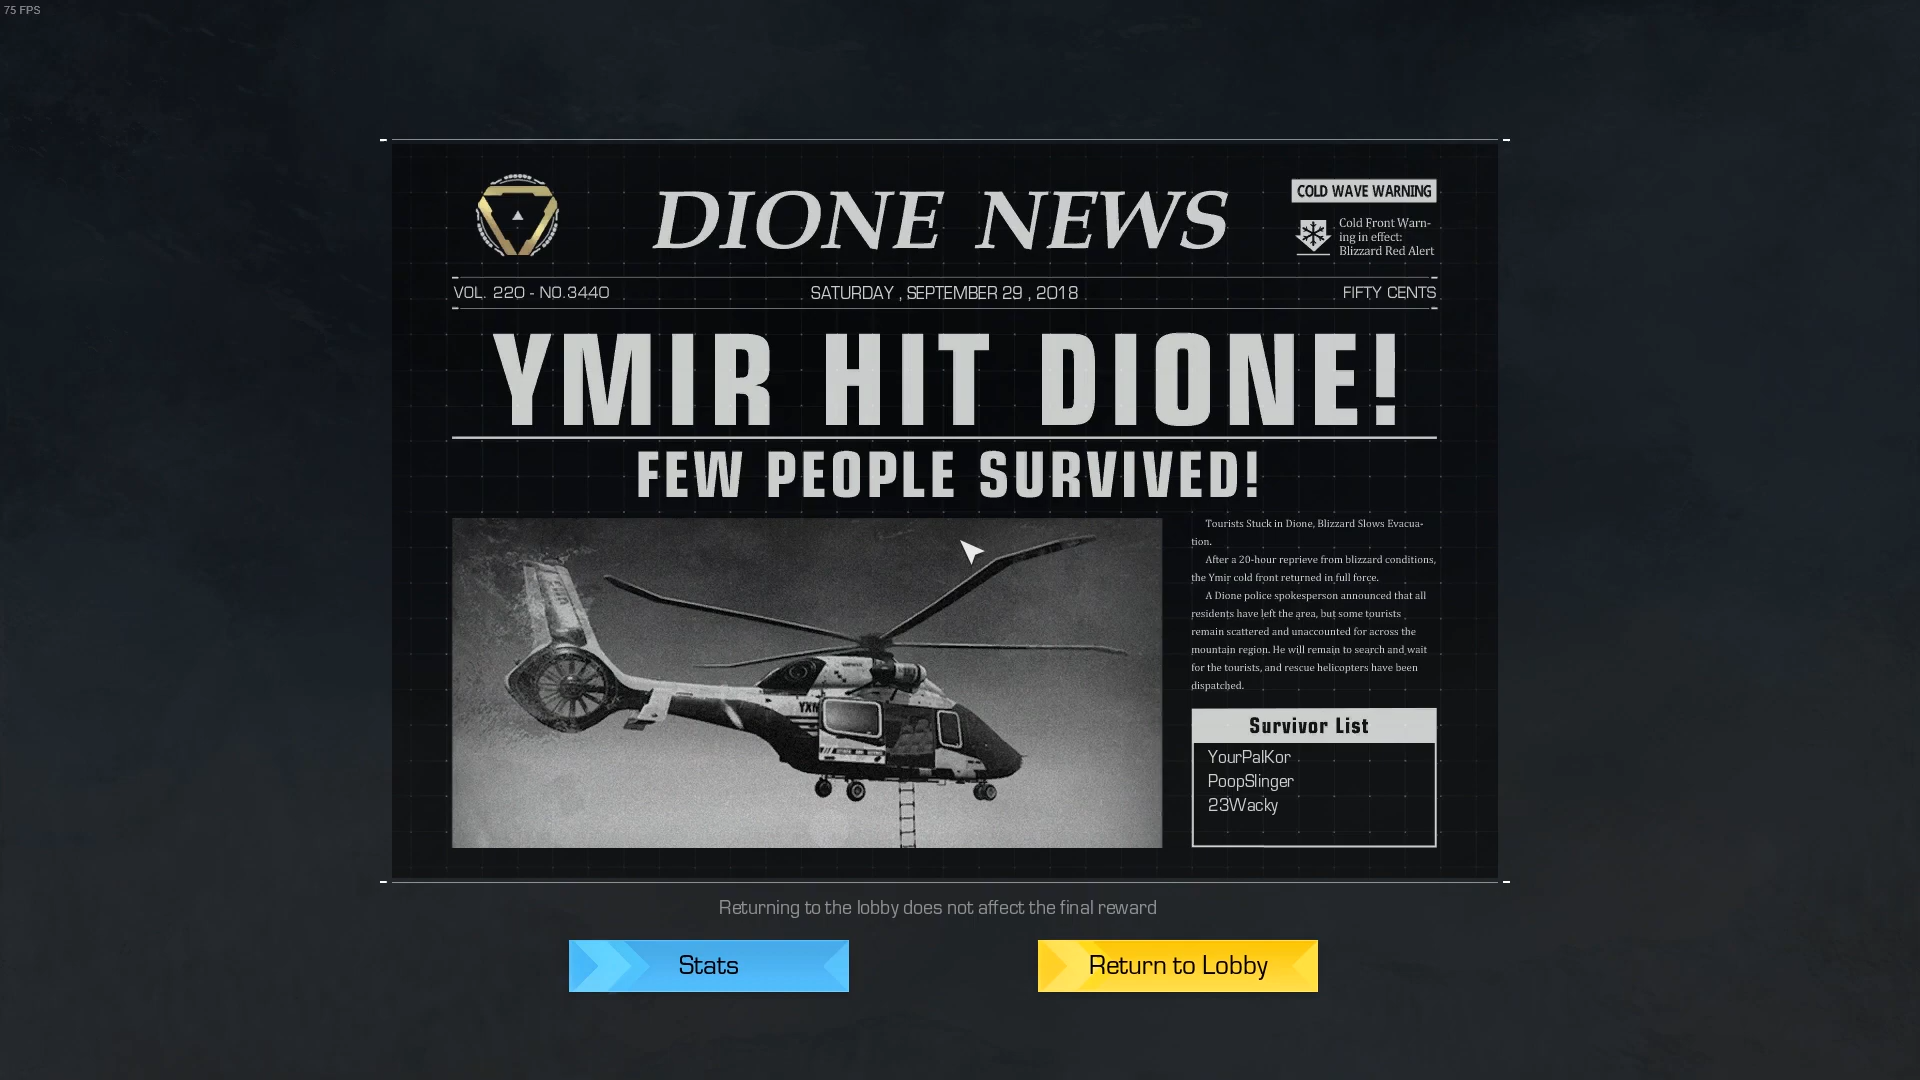 75 FPS
DIONE NEWS
COLD WAVE WARNING
Cold Front Warn-
ing in effect:
Blizzard Red Alert
VOL. 220 - NO.3440
SATURDAY , SEPTEMBER 29 , 2018
FIFTY CENTS
YMIR HIT DIONE!
FEW PEOPLE SURVIVED!
Tourists Stuck in Dione, Blizzard Slows Evacua-
tion.
After a 20-hour reprieve from blizzard conditions,
the Ymir cold front returned in full force.
A Dione police spokesperson announced that all
residents have left the area, but some tourists
remain scattered and unaccounted for across the
mountain region. He will remain to search and wait
for the tourists, and rescue helicopters have been
dispatched.
Survivor List
YourPalKor
PoopSlinger
23Wacky
Returning to the lobby does not affect the final reward
Stats
Return to Lobby